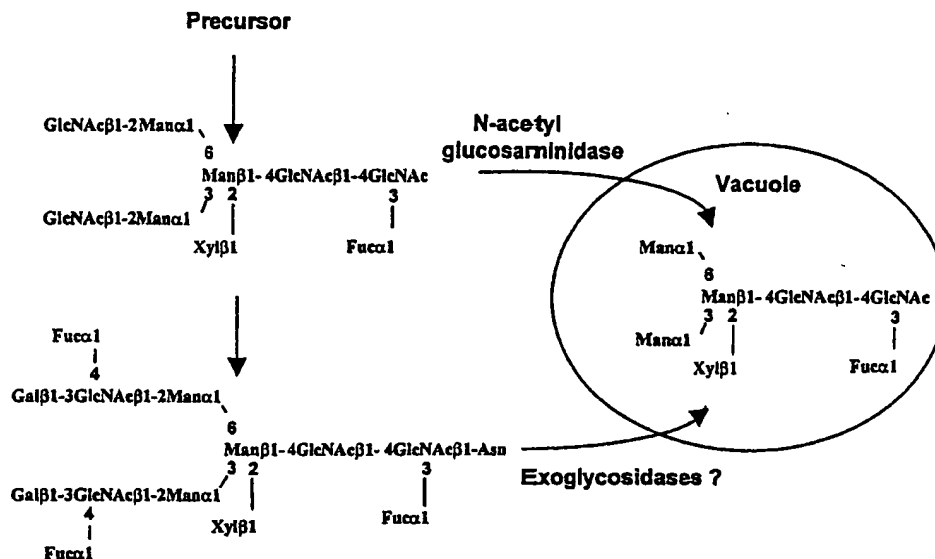 Precursor
GlcNAcβ1-2Manα1
6
Manβ1- 4GlcNAcβ1-4GlcNAc
3 2 3
GlcNAcβ1-2Manα1
Xylβ1 Fucα1
N-acetyl
glucosaminidase
Vacuole
Manα1
6
Manβ1- 4GlcNAcβ1-4GlcNAc
3 2 3
Manα1
Xylβ1 Fucα1
Fucα1
4
Galβ1-3GlcNAcβ1-2Manα1
6
Manβ1- 4GlcNAcβ1- 4GlcNAcβ1-Asn
3 2 3
Galβ1-3GlcNAcβ1-2Manα1
4
Xylβ1 Fucα1
Fucα1
Exoglycosidases ?